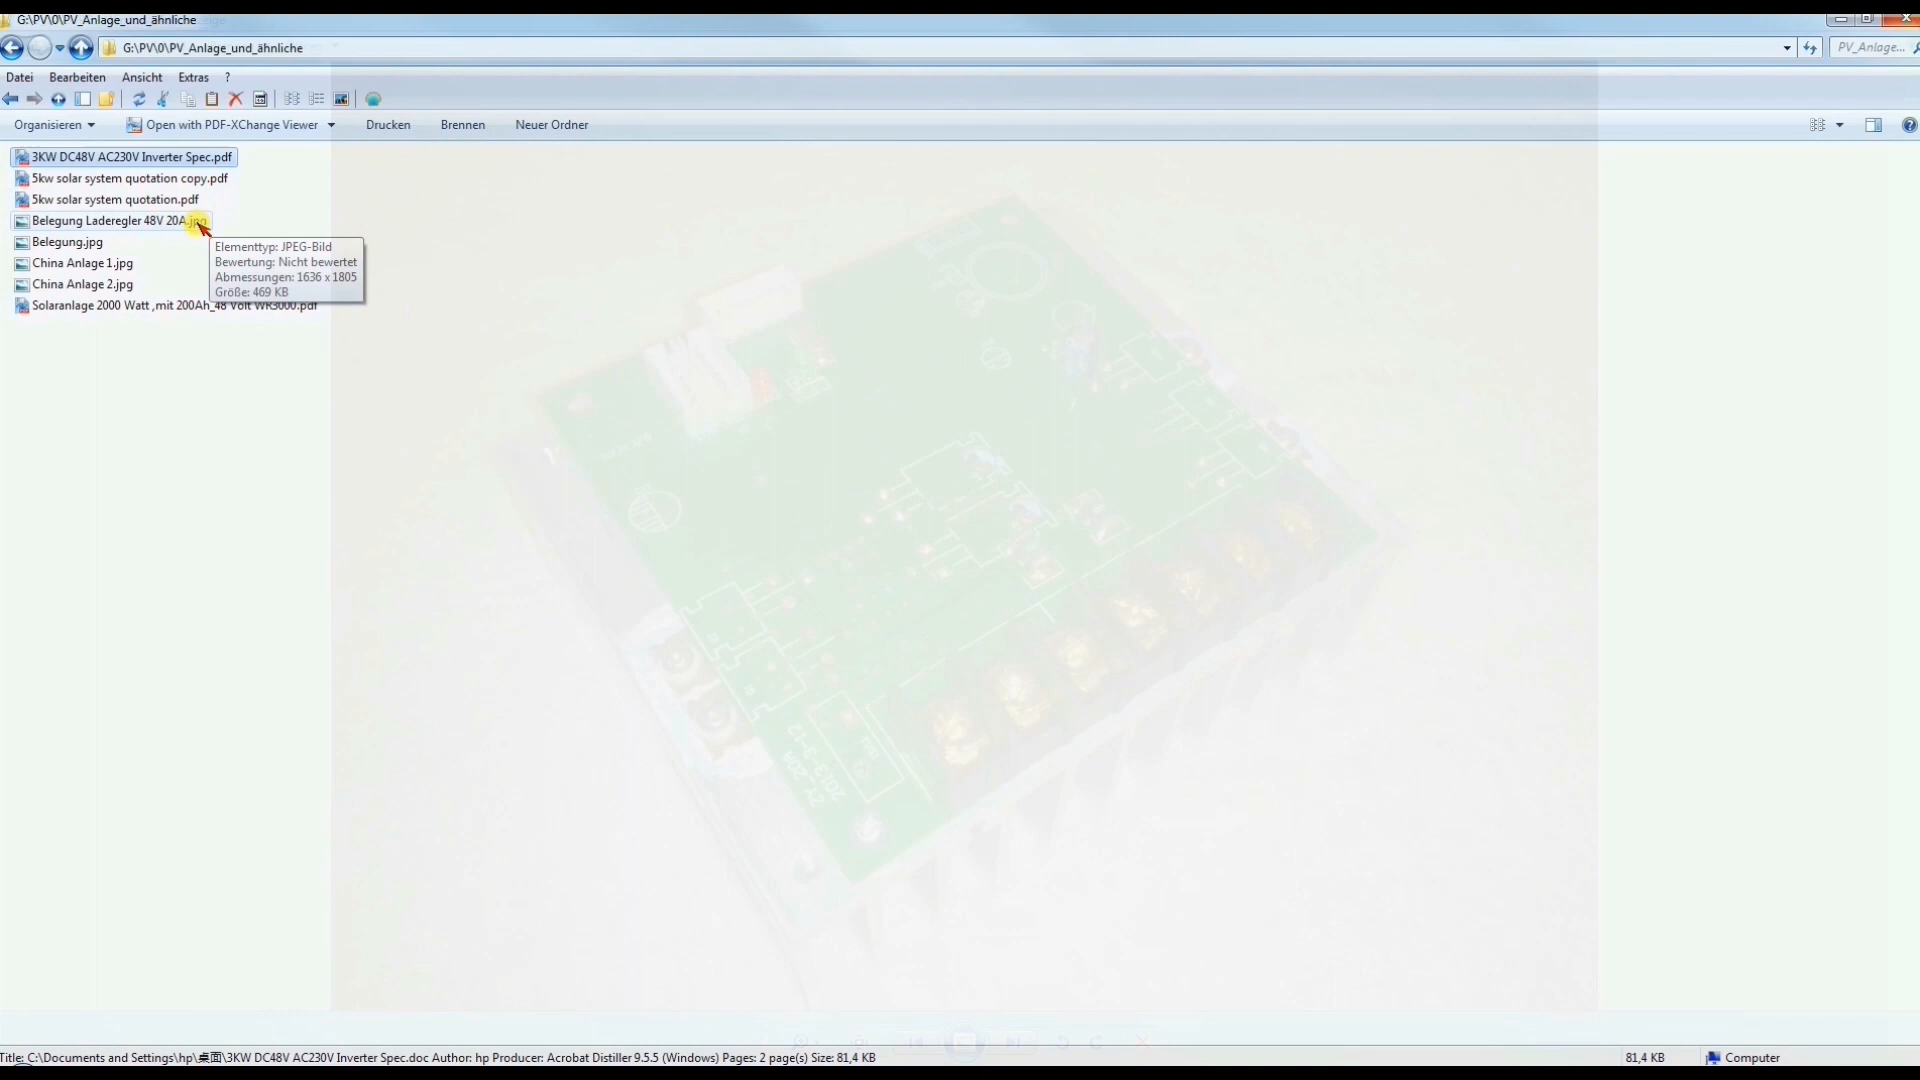 G:\PV\0\PV_Anlage_und_ähnliche
G:\PV\0\PV_Anlage_und_ähnliche
PV_Anlage...
Datei Bearbeiten Ansicht Extras ?
Organisieren Open with PDF-XChange Viewer Drucken Brennen Neuer Ordner
3KW DC48V AC230V Inverter Spec.pdf
5kw solar system quotation copy.pdf
5kw solar system quotation.pdf
Belegung Laderegler 48V 20A.jpg
Belegung.jpg
China Anlage 1.jpg
China Anlage 2.jpg
Solaranlage 2000 Watt ,mit 200Ah_48 Volt WR3000.pdf
Elementtyp: JPEG-Bild
Bewertung: Nicht bewertet
Abmessungen: 1636 x 1805
Größe: 469 KB
2013-3-12
ZY 20A
Title: C:\Documents and Settings\hp\桌面\3KW DC48V AC230V Inverter Spec.doc Author: hp Producer: Acrobat Distiller 9.5.5 (Windows) Pages: 2 page(s) Size: 81,4 KB
81,4 KB
Computer